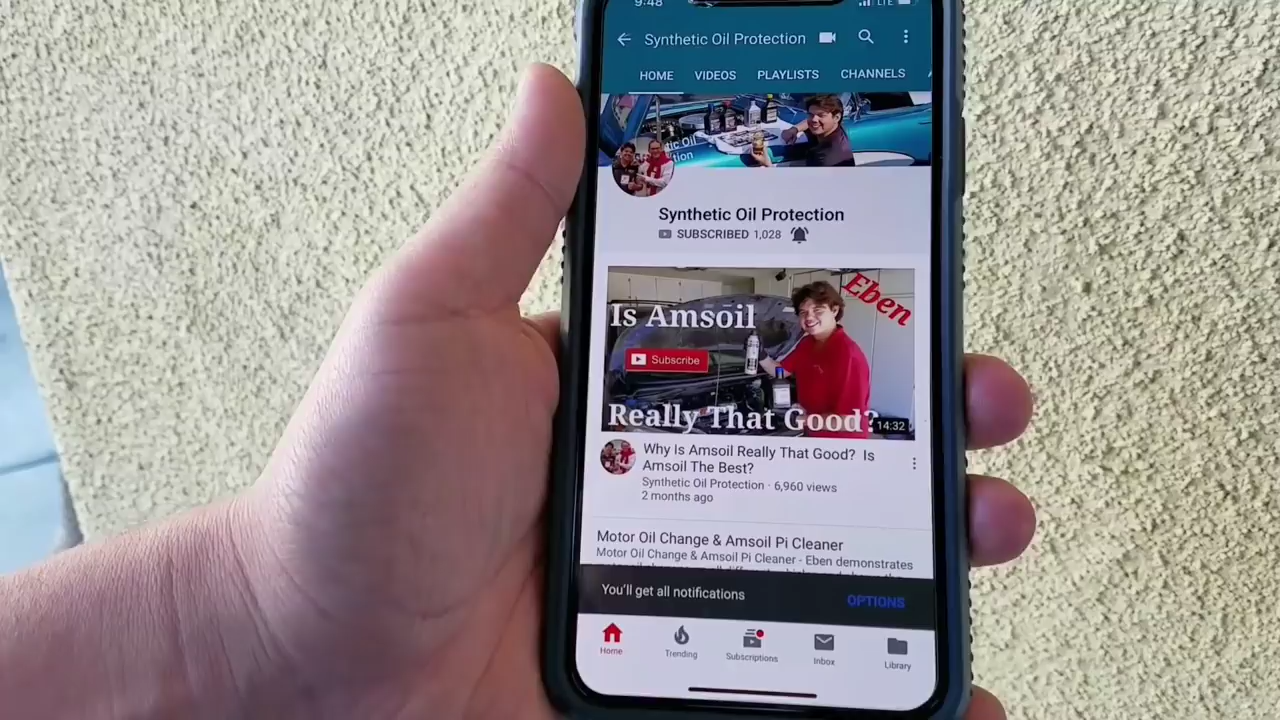 9:48
LTE
Synthetic Oil Protection
HOME VIDEOS PLAYLISTS CHANNELS
Synthetic Oil Protection
SUBSCRIBED 1,028
Eben
Is Amsoil
Subscribe
Really That Good?
14:32
Why Is Amsoil Really That Good? Is
Amsoil The Best?
Synthetic Oil Protection · 6,960 views
2 months ago
Motor Oil Change & Amsoil Pi Cleaner
Motor Oil Change & Amsoil Pi Cleaner - Eben demonstrates
You'll get all notifications
OPTIONS
Home Trending Subscriptions Inbox Library